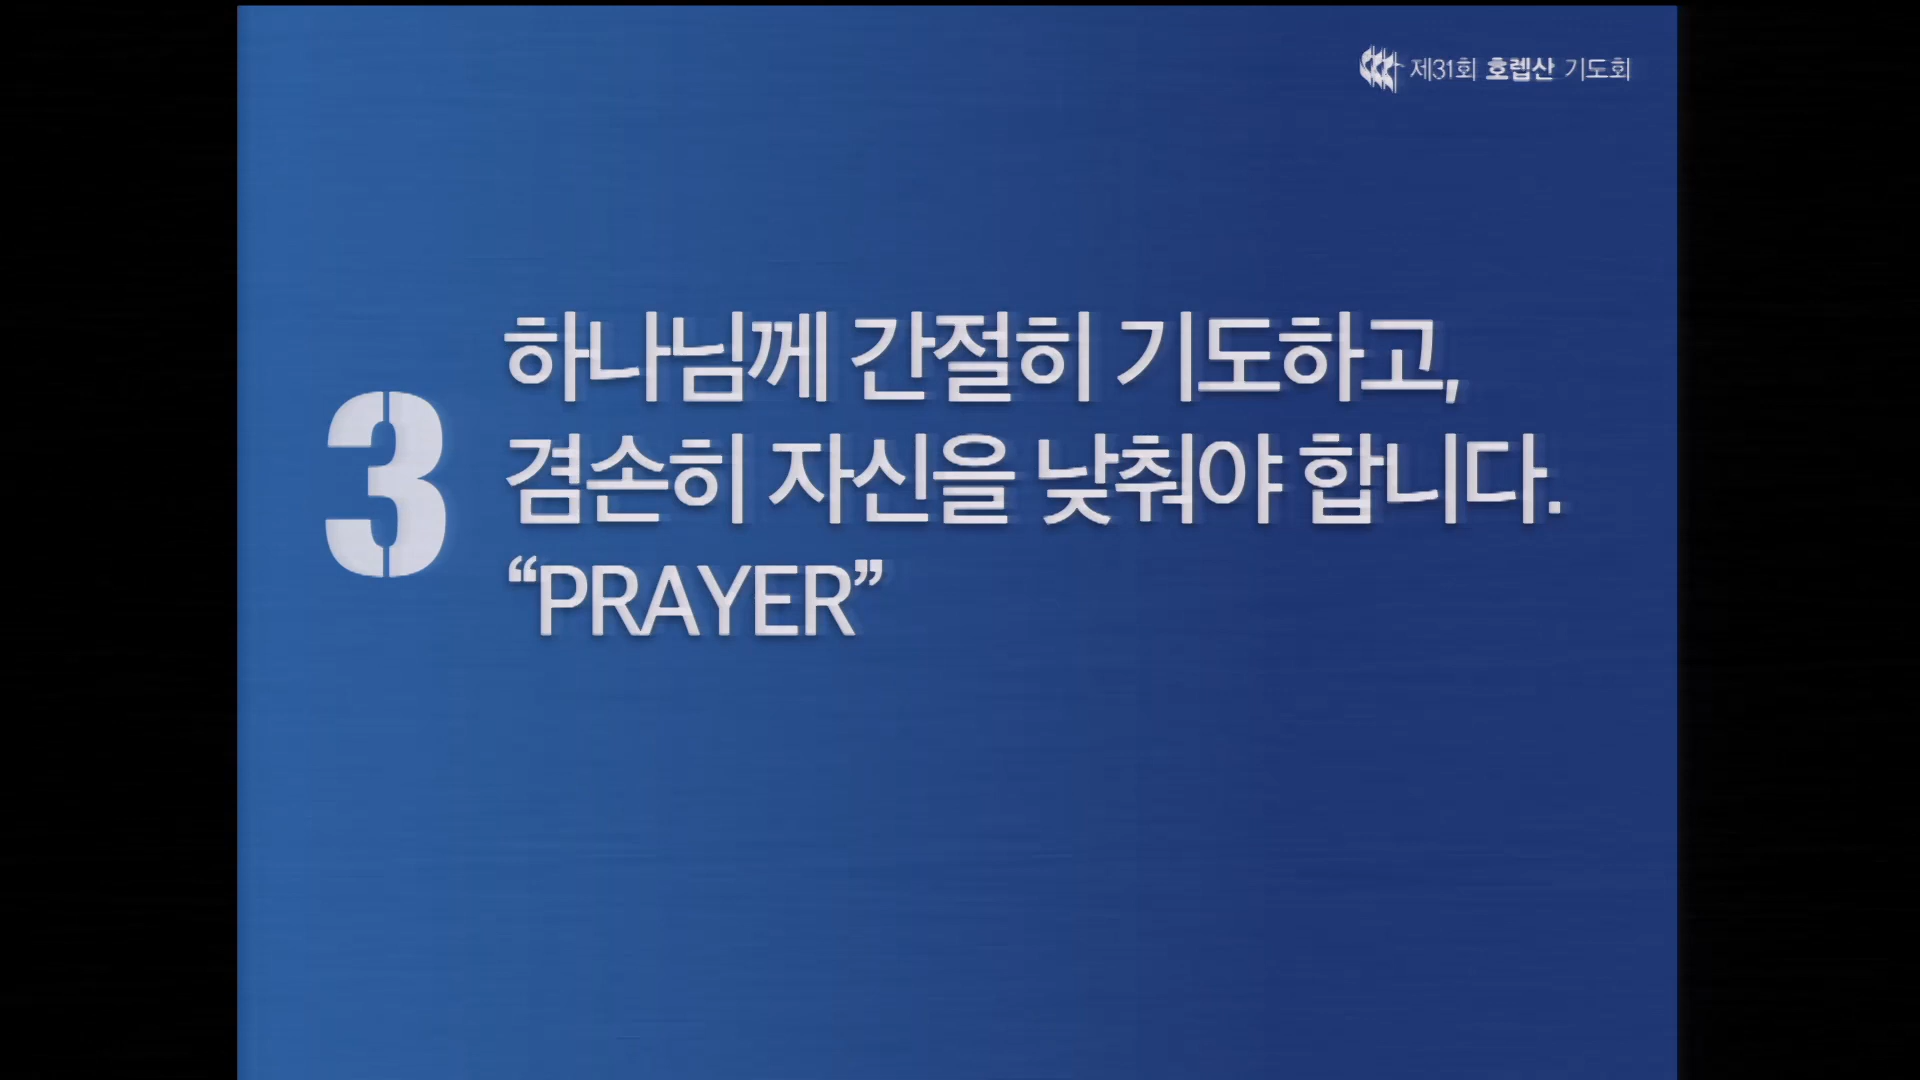 제31회 호렙산 기도회
3
하나님께 간절히 기도하고,
겸손히 자신을 낮춰야 합니다.
“PRAYER”